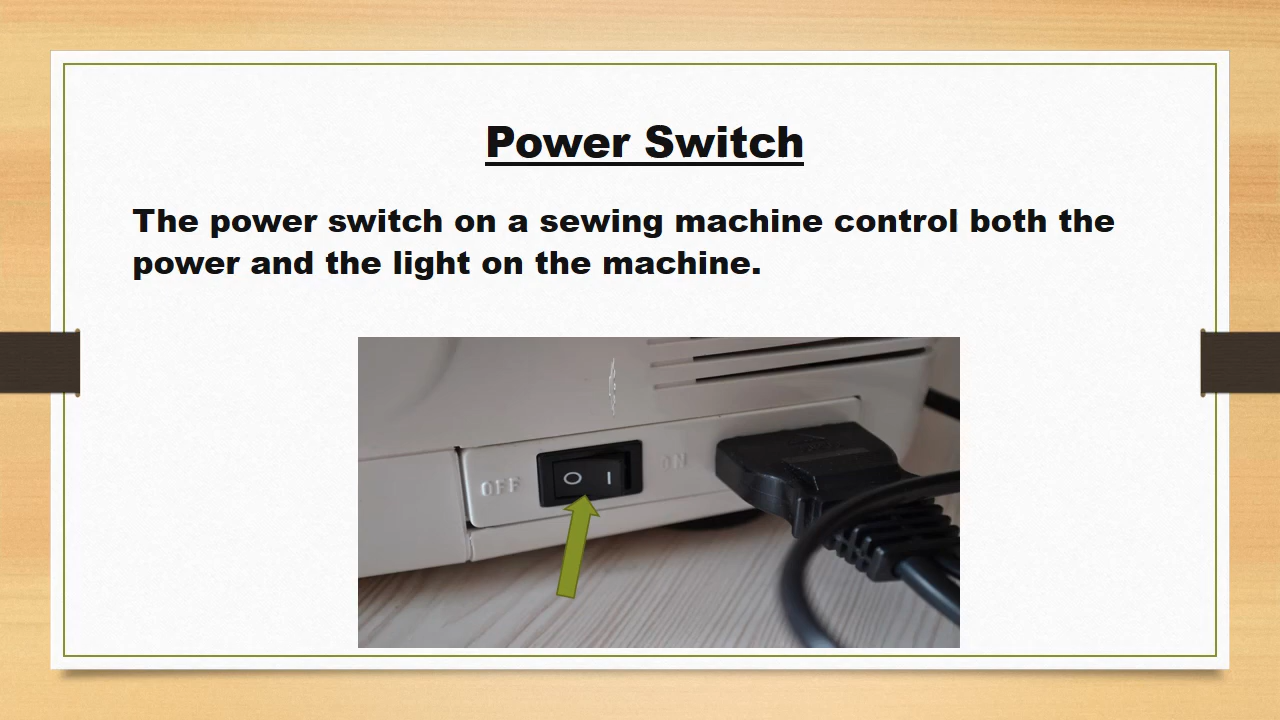 Power Switch
The power switch on a sewing machine control both the
power and the light on the machine.
OFF
O I
ON